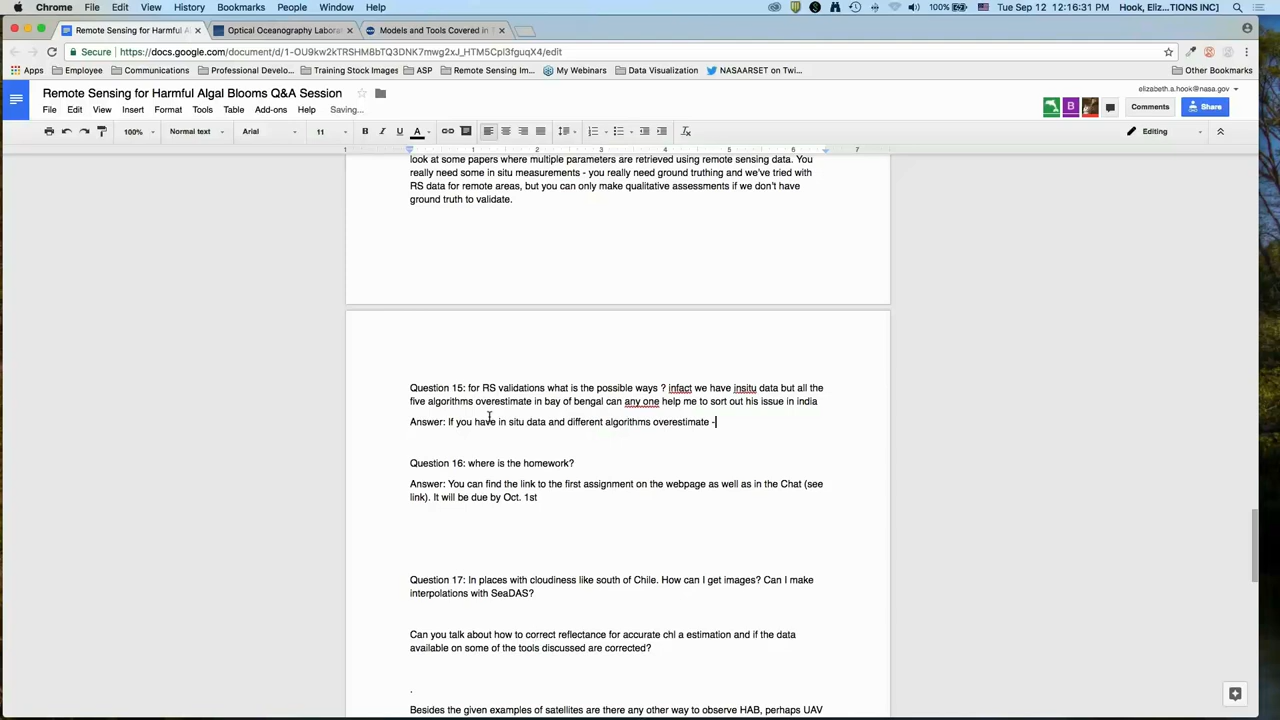 Chrome File Edit View History Bookmarks People Window Help 100% Tue Sep 12 12:16:31 PM Hook, Eliz...TIONS INC]
Remote Sensing for Harmful Al Optical Oceanography Labora Models and Tools Covered in
Secure https://docs.google.com/document/d/1-OU9kw2kTRSHM8bTQ3DNK7mwg2xJ_HTM5Cpl3fguqX4/edit
Apps Employee Communications Professional Develo... Training Stock Images ASP Remote Sensing Im... My Webinars Data Visualization NASAARSET on Twi... Other Bookmarks
Remote Sensing for Harmful Algal Blooms Q&A Session
elizabeth.a.hook@nasa.gov
File Edit View Insert Format Tools Table Add-ons Help Saving...
Comments Share
100% Normal text Arial 11 B I U A Editing
1 1 2 3 4 5 6 7
look at some papers where multiple parameters are retrieved using remote sensing data. You
really need some in situ measurements - you really need ground truthing and we've tried with
RS data for remote areas, but you can only make qualitative assessments if we don't have
ground truth to validate.
Question 15: for RS validations what is the possible ways ? infact we have insitu data but all the
five algorithms overestimate in bay of bengal can any one help me to sort out his issue in india
Answer: If you have in situ data and different algorithms overestimate -
Question 16: where is the homework?
Answer: You can find the link to the first assignment on the webpage as well as in the Chat (see
link). It will be due by Oct. 1st
Question 17: In places with cloudiness like south of Chile. How can I get images? Can I make
interpolations with SeaDAS?
Can you talk about how to correct reflectance for accurate chl a estimation and if the data
available on some of the tools discussed are corrected?
.
Besides the given examples of satellites are there any other way to observe HAB, perhaps UAV